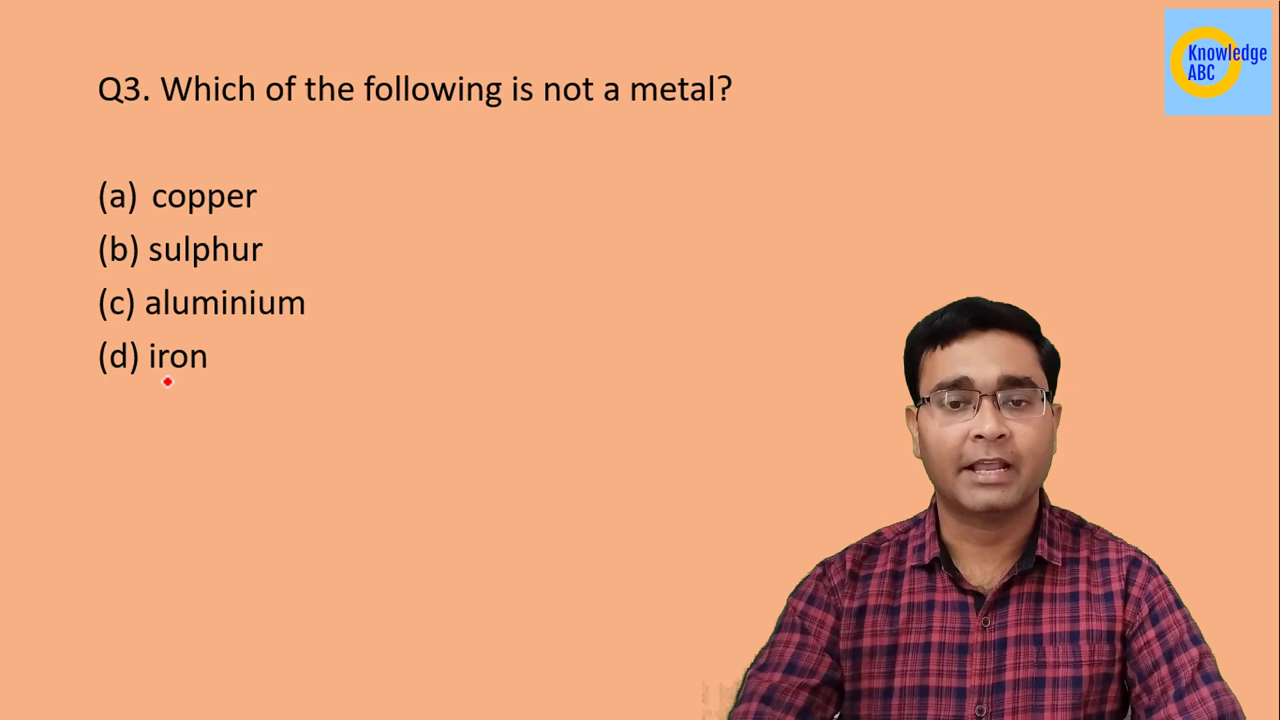 Knowledge
ABC
Q3. Which of the following is not a metal?
(a) copper
(b) sulphur
(c) aluminium
(d) iron